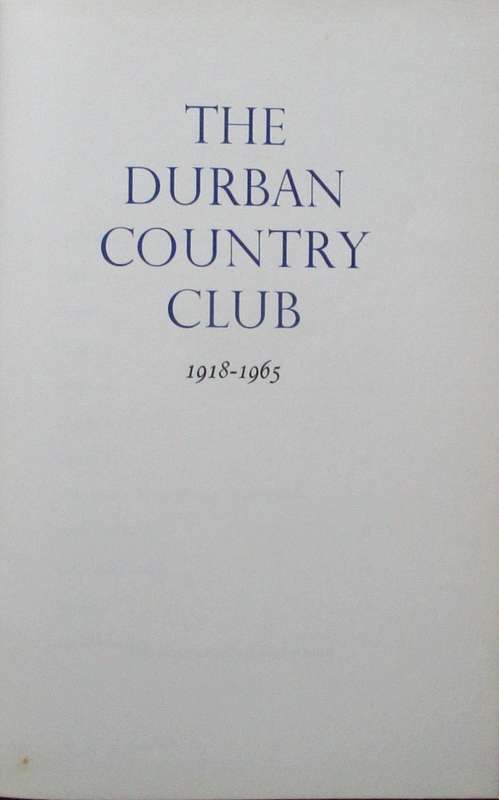 THE
DURBAN
COUNTRY
CLUB
1918-1965